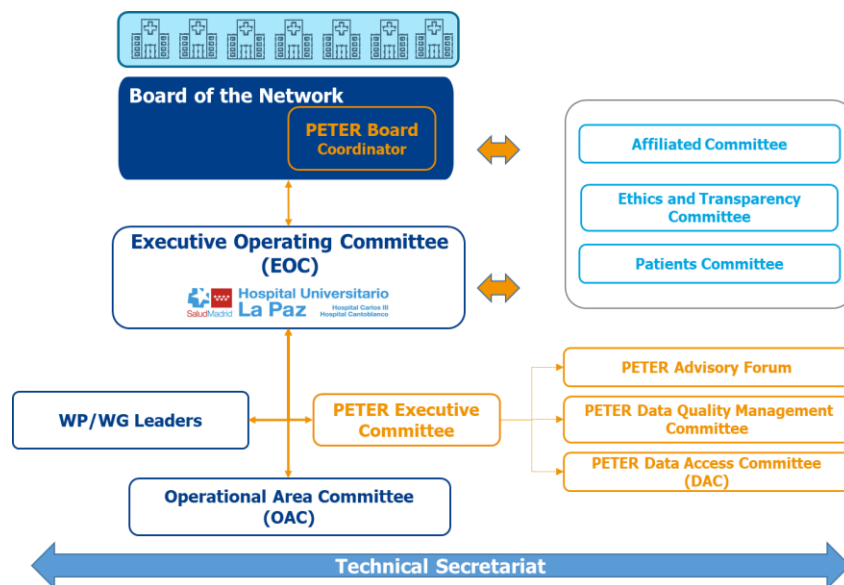 Board of the Network
PETER Board
Coordinator
Affiliated Committee
Ethics and Transparency
Committee
Patients Committee
Executive Operating Committee
(EOC)
SaludMadrid
Hospital Universitario
La Paz
Hospital Carlos III
Hospital Cantoblanco
WP/WG Leaders
PETER Executive
Committee
PETER Advisory Forum
PETER Data Quality Management
Committee
PETER Data Access Committee
(DAC)
Operational Area Committee
(OAC)
Technical Secretariat